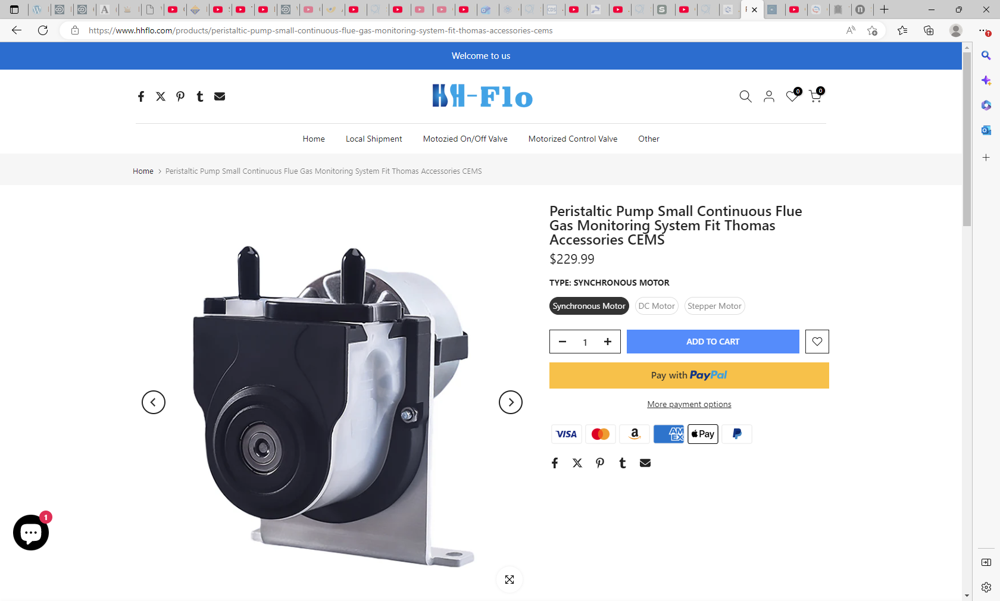 https://www.hhflo.com/products/peristaltic-pump-small-continuous-flue-gas-monitoring-system-fit-thomas-accessories-cems
Welcome to us
HH-Flo
0
0
Home
Local Shipment
Motozied On/Off Valve
Motorized Control Valve
Other
Home > Peristaltic Pump Small Continuous Flue Gas Monitoring System Fit Thomas Accessories CEMS
Peristaltic Pump Small Continuous Flue
Gas Monitoring System Fit Thomas
Accessories CEMS
$229.99
TYPE: SYNCHRONOUS MOTOR
Synchronous Motor
DC Motor
Stepper Motor
1
ADD TO CART
Pay with PayPal
More payment options
VISA
AM
EX
Pay
1